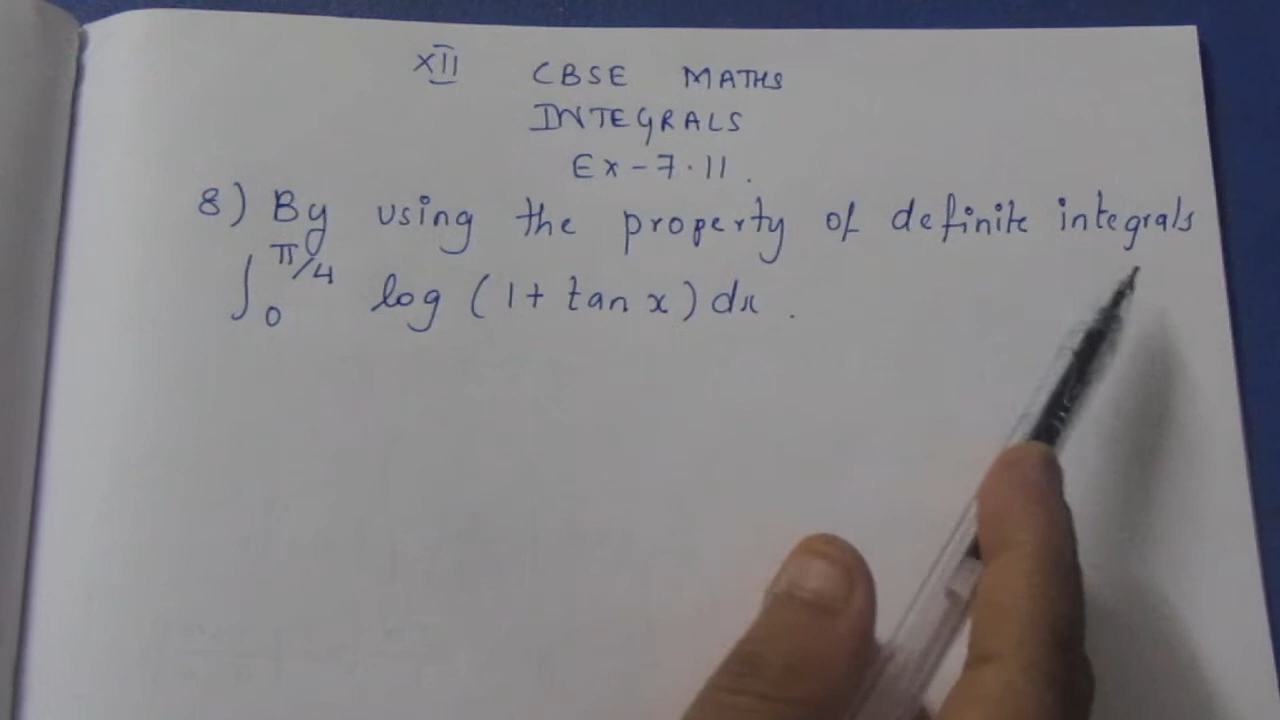 XII CBSE MATHS
INTEGRALS
Ex-7.11.
8) By using the property of definite integrals
∫₀^π/4 log (1+ tan x) dx .